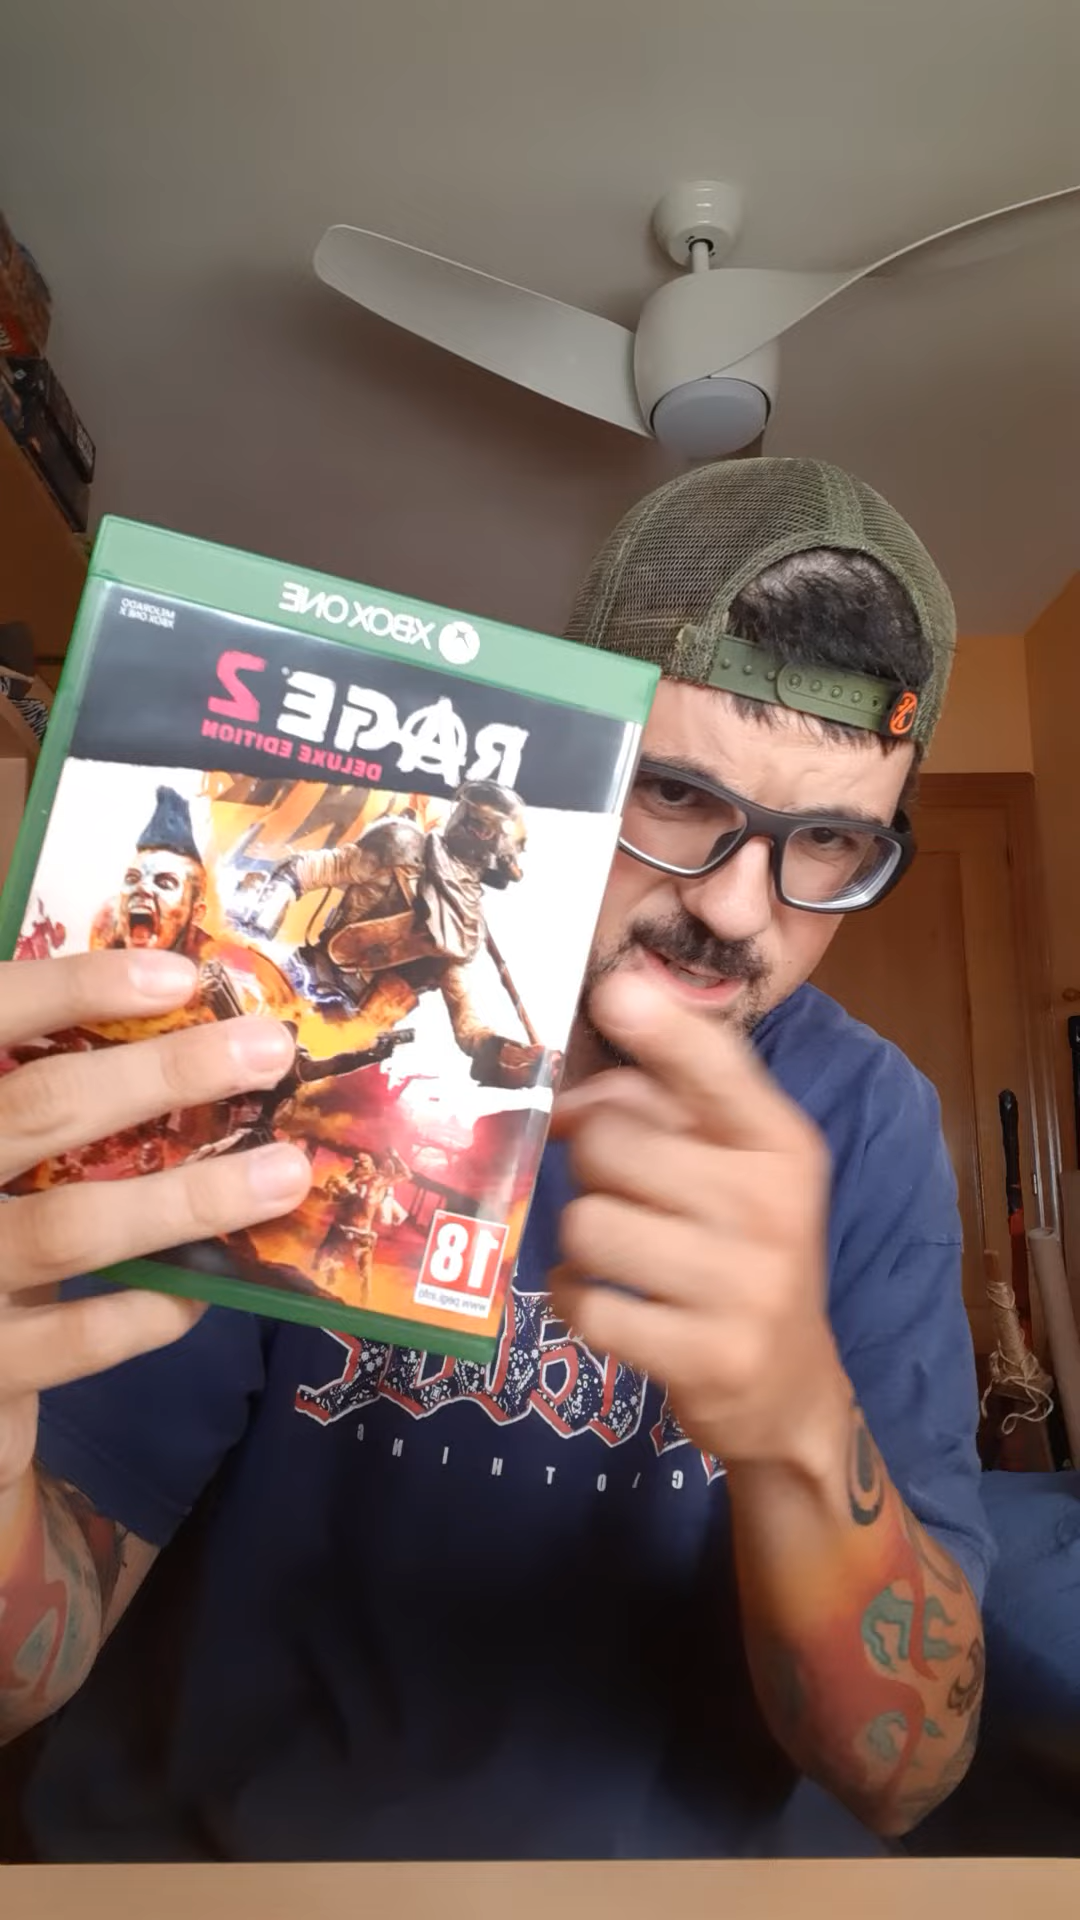 XBOX ONE
MEJORADO
XBOX ONE X
RAGE 2
DELUXE EDITION
18
www.pegi.info